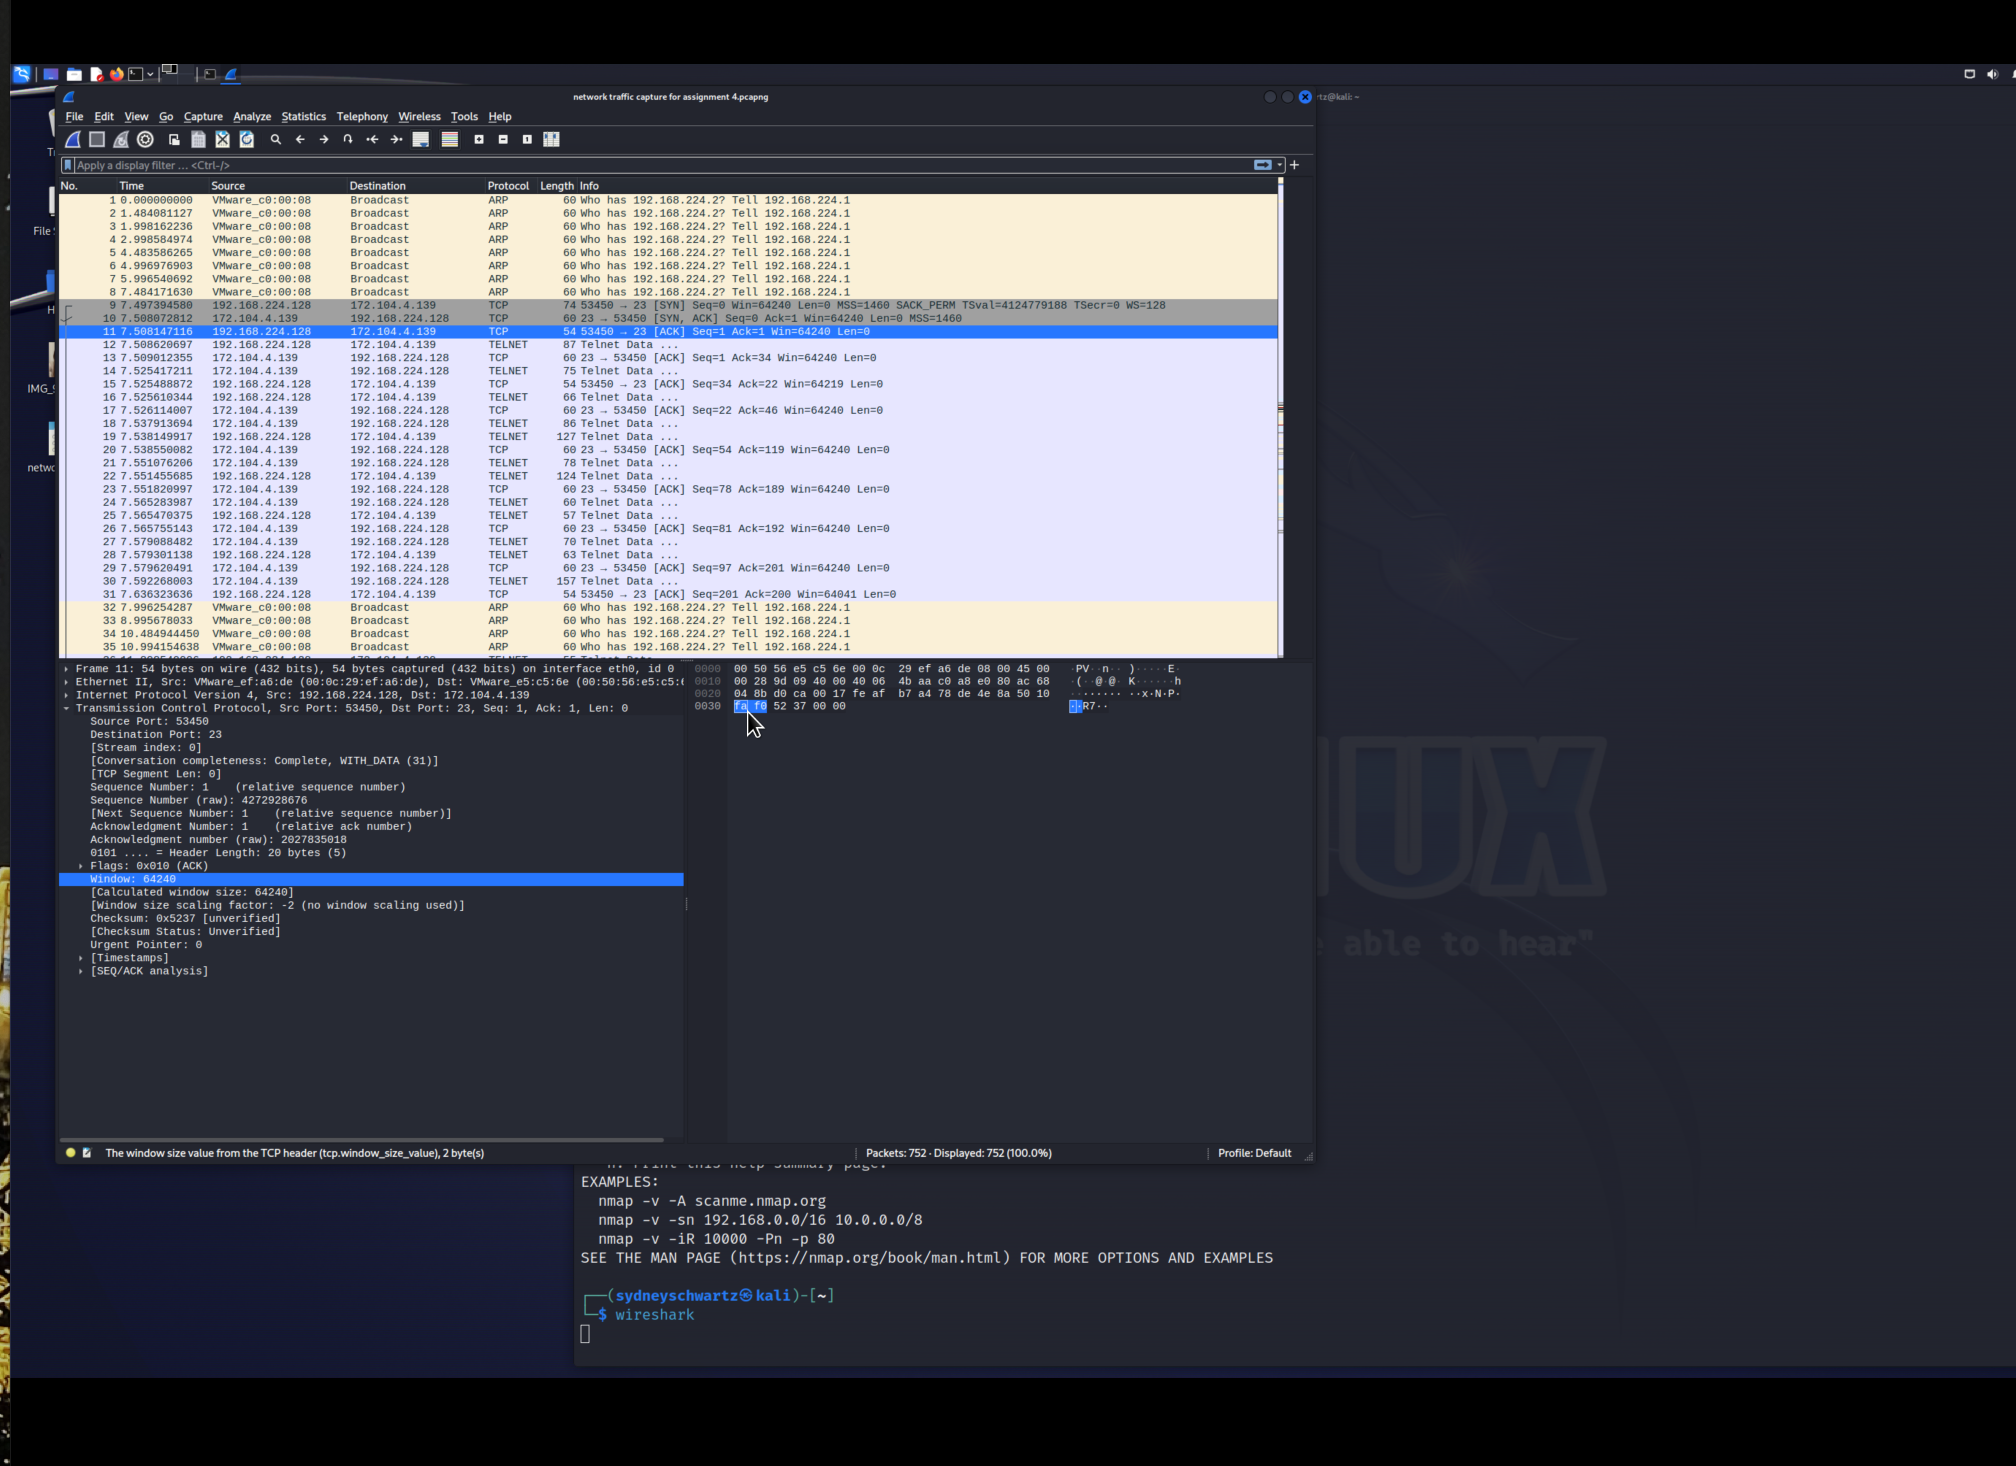 network traffic capture for assignment 4.pcapng
rtz@kali: ~
File Edit View Go Capture Analyze Statistics Telephony Wireless Tools Help
Apply a display filter ... <Ctrl-/>
No. Time Source Destination Protocol Length Info
1 0.000000000 VMware_c0:00:08 Broadcast ARP 60 Who has 192.168.224.2? Tell 192.168.224.1
2 1.484081127 VMware_c0:00:08 Broadcast ARP 60 Who has 192.168.224.2? Tell 192.168.224.1
3 1.998162236 VMware_c0:00:08 Broadcast ARP 60 Who has 192.168.224.2? Tell 192.168.224.1
4 2.998584974 VMware_c0:00:08 Broadcast ARP 60 Who has 192.168.224.2? Tell 192.168.224.1
5 4.483586265 VMware_c0:00:08 Broadcast ARP 60 Who has 192.168.224.2? Tell 192.168.224.1
6 4.996976903 VMware_c0:00:08 Broadcast ARP 60 Who has 192.168.224.2? Tell 192.168.224.1
7 5.996540692 VMware_c0:00:08 Broadcast ARP 60 Who has 192.168.224.2? Tell 192.168.224.1
8 7.484171630 VMware_c0:00:08 Broadcast ARP 60 Who has 192.168.224.2? Tell 192.168.224.1
9 7.497394580 192.168.224.128 172.104.4.139 TCP 74 53450 → 23 [SYN] Seq=0 Win=64240 Len=0 MSS=1460 SACK_PERM TSval=4124779188 TSecr=0 WS=128
10 7.508072812 172.104.4.139 192.168.224.128 TCP 60 23 → 53450 [SYN, ACK] Seq=0 Ack=1 Win=64240 Len=0 MSS=1460
11 7.508147116 192.168.224.128 172.104.4.139 TCP 54 53450 → 23 [ACK] Seq=1 Ack=1 Win=64240 Len=0
12 7.508620697 192.168.224.128 172.104.4.139 TELNET 87 Telnet Data ...
13 7.509012355 172.104.4.139 192.168.224.128 TCP 60 23 → 53450 [ACK] Seq=1 Ack=34 Win=64240 Len=0
14 7.525417211 172.104.4.139 192.168.224.128 TELNET 75 Telnet Data ...
15 7.525488872 192.168.224.128 172.104.4.139 TCP 54 53450 → 23 [ACK] Seq=34 Ack=22 Win=64219 Len=0
16 7.525610344 192.168.224.128 172.104.4.139 TELNET 66 Telnet Data ...
17 7.526114007 172.104.4.139 192.168.224.128 TCP 60 23 → 53450 [ACK] Seq=22 Ack=46 Win=64240 Len=0
18 7.537913694 172.104.4.139 192.168.224.128 TELNET 86 Telnet Data ...
19 7.538149917 192.168.224.128 172.104.4.139 TELNET 127 Telnet Data ...
20 7.538550082 172.104.4.139 192.168.224.128 TCP 60 23 → 53450 [ACK] Seq=54 Ack=119 Win=64240 Len=0
21 7.551076206 172.104.4.139 192.168.224.128 TELNET 78 Telnet Data ...
22 7.551455685 192.168.224.128 172.104.4.139 TELNET 124 Telnet Data ...
23 7.551820997 172.104.4.139 192.168.224.128 TCP 60 23 → 53450 [ACK] Seq=78 Ack=189 Win=64240 Len=0
24 7.565283987 172.104.4.139 192.168.224.128 TELNET 60 Telnet Data ...
25 7.565470375 192.168.224.128 172.104.4.139 TELNET 57 Telnet Data ...
26 7.565755143 172.104.4.139 192.168.224.128 TCP 60 23 → 53450 [ACK] Seq=81 Ack=192 Win=64240 Len=0
27 7.579088482 172.104.4.139 192.168.224.128 TELNET 70 Telnet Data ...
28 7.579301138 192.168.224.128 172.104.4.139 TELNET 63 Telnet Data ...
29 7.579620491 172.104.4.139 192.168.224.128 TCP 60 23 → 53450 [ACK] Seq=97 Ack=201 Win=64240 Len=0
30 7.592268003 172.104.4.139 192.168.224.128 TELNET 157 Telnet Data ...
31 7.636323636 192.168.224.128 172.104.4.139 TCP 54 53450 → 23 [ACK] Seq=201 Ack=200 Win=64041 Len=0
32 7.996254287 VMware_c0:00:08 Broadcast ARP 60 Who has 192.168.224.2? Tell 192.168.224.1
33 8.995678033 VMware_c0:00:08 Broadcast ARP 60 Who has 192.168.224.2? Tell 192.168.224.1
34 10.484944450 VMware_c0:00:08 Broadcast ARP 60 Who has 192.168.224.2? Tell 192.168.224.1
35 10.994154638 VMware_c0:00:08 Broadcast ARP 60 Who has 192.168.224.2? Tell 192.168.224.1
Frame 11: 54 bytes on wire (432 bits), 54 bytes captured (432 bits) on interface eth0, id 0
Ethernet II, Src: VMware_ef:a6:de (00:0c:29:ef:a6:de), Dst: VMware_e5:c5:6e (00:50:56:e5:c5:6
Internet Protocol Version 4, Src: 192.168.224.128, Dst: 172.104.4.139
Transmission Control Protocol, Src Port: 53450, Dst Port: 23, Seq: 1, Ack: 1, Len: 0
Source Port: 53450
Destination Port: 23
[Stream index: 0]
[Conversation completeness: Complete, WITH_DATA (31)]
[TCP Segment Len: 0]
Sequence Number: 1 (relative sequence number)
Sequence Number (raw): 4272928676
[Next Sequence Number: 1 (relative sequence number)]
Acknowledgment Number: 1 (relative ack number)
Acknowledgment number (raw): 2027835018
0101 .... = Header Length: 20 bytes (5)
Flags: 0x010 (ACK)
Window: 64240
[Calculated window size: 64240]
[Window size scaling factor: -2 (no window scaling used)]
Checksum: 0x5237 [unverified]
[Checksum Status: Unverified]
Urgent Pointer: 0
[Timestamps]
[SEQ/ACK analysis]
0000 00 50 56 e5 c5 6e 00 0c 29 ef a6 de 08 00 45 00 ·PV··n·· )·····E·
0010 00 28 9d 09 40 00 40 06 4b aa c0 a8 e0 80 ac 68 ·(··@·@· K······h
0020 04 8b d0 ca 00 17 fe af b7 a4 78 de 4e 8a 50 10 ········ ··x·N·P·
0030 fa f0 52 37 00 00 ··R7··
The window size value from the TCP header (tcp.window_size_value), 2 byte(s)
Packets: 752 · Displayed: 752 (100.0%)
Profile: Default
File
IMG_
netwo
UX
able to hear"
-h: Print this help summary page.
EXAMPLES:
nmap -v -A scanme.nmap.org
nmap -v -sn 192.168.0.0/16 10.0.0.0/8
nmap -v -iR 10000 -Pn -p 80
SEE THE MAN PAGE (https://nmap.org/book/man.html) FOR MORE OPTIONS AND EXAMPLES
┌──(sydneyschwartz㉿kali)-[~]
└─$ wireshark